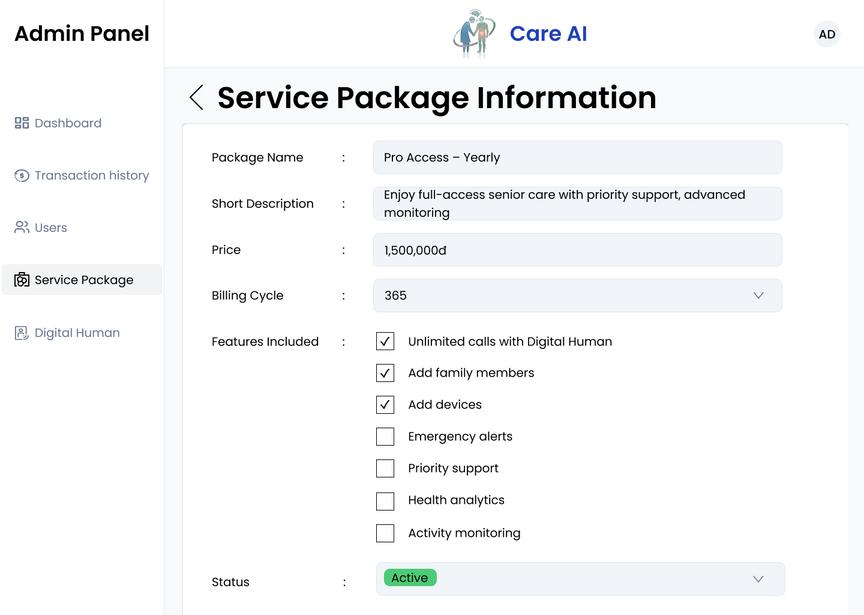 Admin Panel
Care AI
AD
Dashboard
Transaction history
Users
Service Package
Digital Human
Service Package Information
Package Name : Pro Access – Yearly
Short Description : Enjoy full-access senior care with priority support, advanced
monitoring
Price : 1,500,000đ
Billing Cycle : 365
Features Included : Unlimited calls with Digital Human
Add family members
Add devices
Emergency alerts
Priority support
Health analytics
Activity monitoring
Status : Active